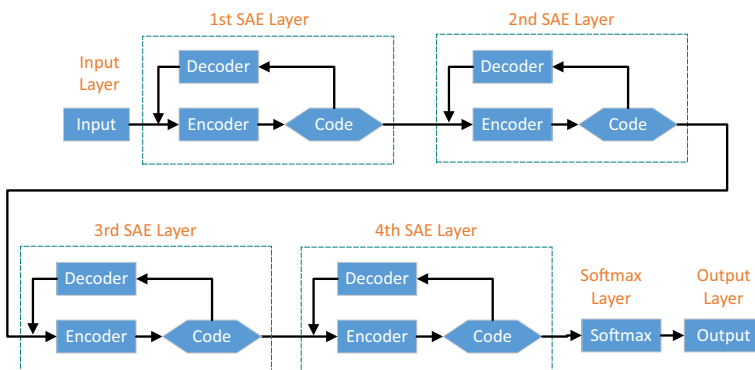 1st SAE Layer
2nd SAE Layer
Input
Layer
Decoder
Decoder
Input
Encoder
Code
Encoder
Code
3rd SAE Layer
4th SAE Layer
Decoder
Decoder
Softmax
Layer
Output
Layer
Encoder
Code
Encoder
Code
Softmax
Output